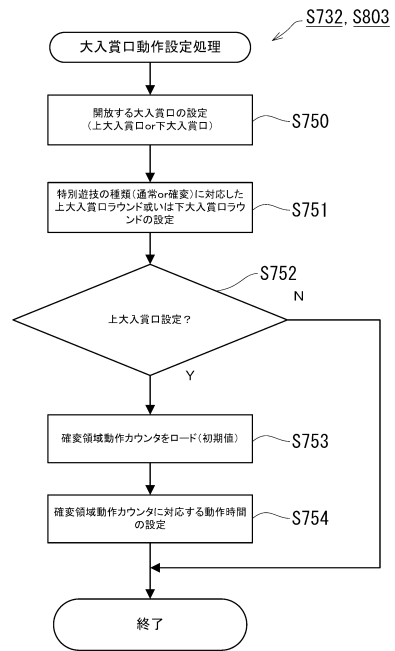 S732, S803
大入賞口動作設定処理
開放する大入賞口の設定
(上大入賞口or下大入賞口)
S750
特別遊技の種類(通常or確変)に対応した
上大入賞口ラウンド或いは下大入賞口ラウ
ンドの設定
S751
S752
上大入賞口設定?
N
Y
確変領域動作カウンタをロード(初期値)
S753
確変領域動作カウンタに対応する動作時間
の設定
S754
終了